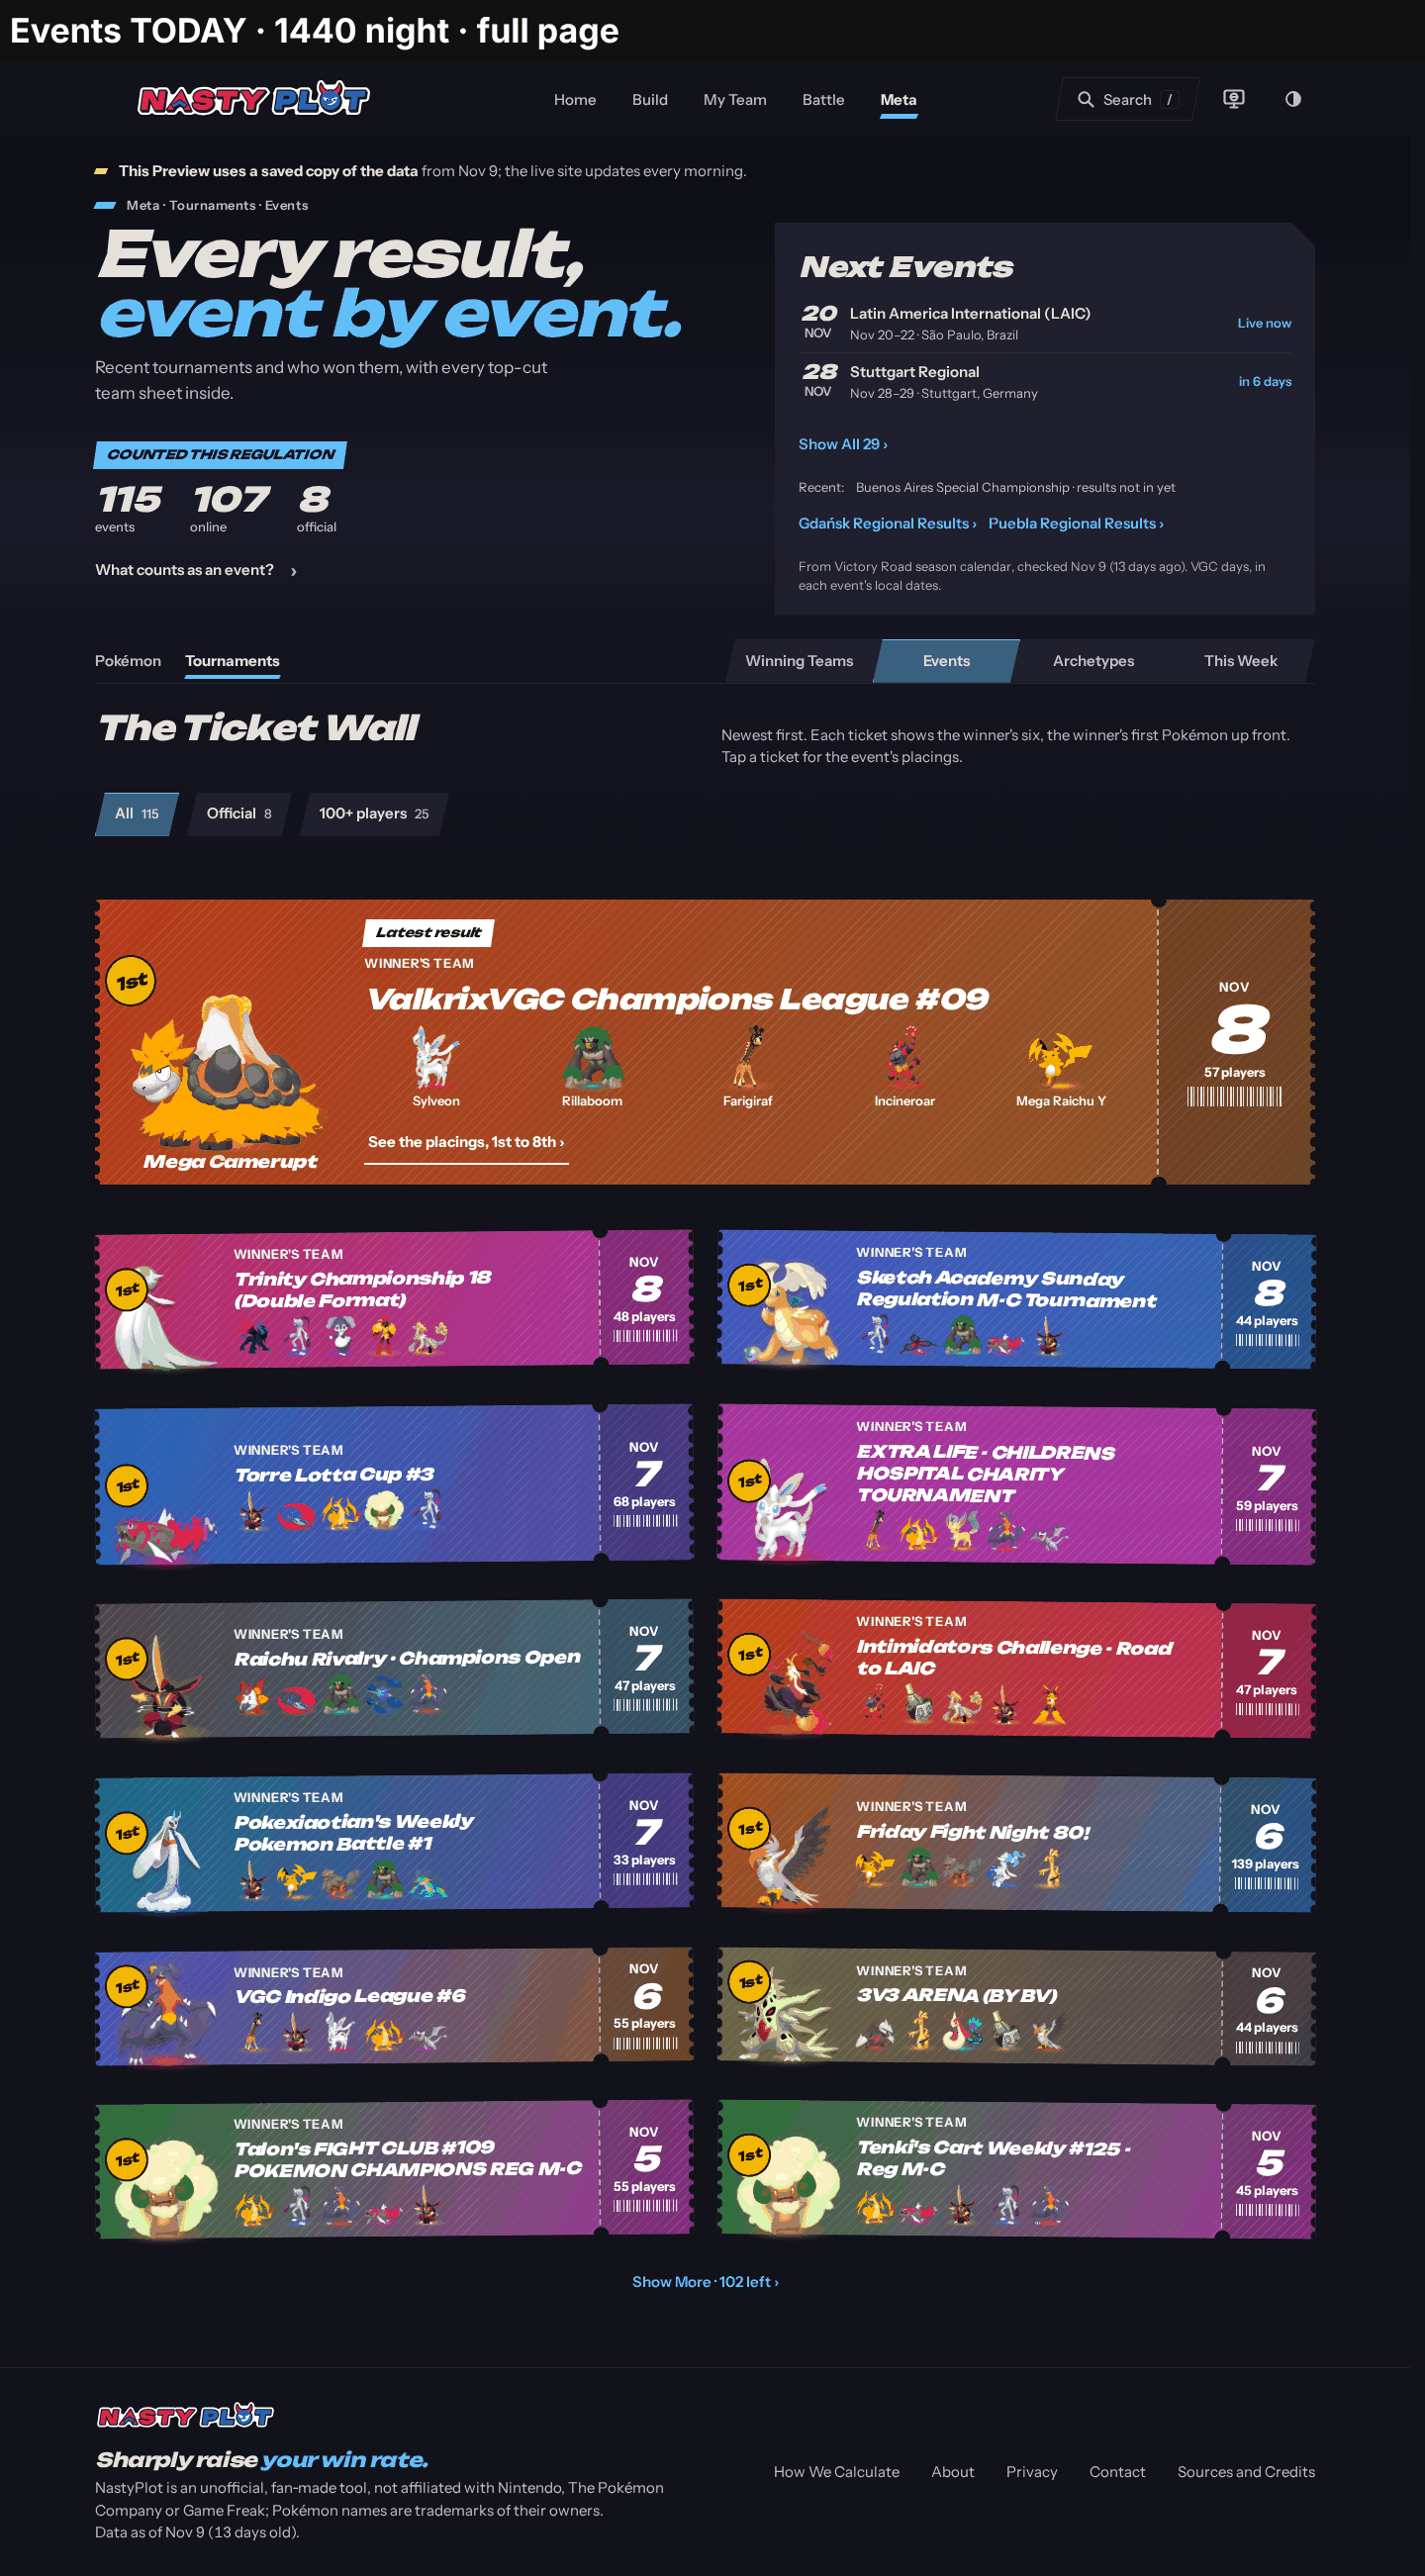 Events TODAY · 1440 night · full page
NASTY PLOT
Home
Build
My Team
Battle
Meta
Search /
This Preview uses a saved copy of the data from Nov 9; the live site updates every morning.
Meta · Tournaments · Events
Every result,
event by event.
Recent tournaments and who won them, with every top-cut
team sheet inside.
COUNTED THIS REGULATION
115
107
8
events
online
official
What counts as an event? ›
Next Events
20 NOV
Latin America International (LAIC)
Nov 20–22 · São Paulo, Brazil
Live now
28 NOV
Stuttgart Regional
Nov 28–29 · Stuttgart, Germany
in 6 days
Show All 29 ›
Recent: Buenos Aires Special Championship · results not in yet
Gdańsk Regional Results › Puebla Regional Results ›
From Victory Road season calendar, checked Nov 9 (13 days ago). VGC days, in
each event's local dates.
Pokémon
Tournaments
Winning Teams
Events
Archetypes
This Week
The Ticket Wall
Newest first. Each ticket shows the winner's six, the winner's first Pokémon up front.
Tap a ticket for the event's placings.
All 115
Official 8
100+ players 25
1st
Mega Camerupt
Latest result
WINNER'S TEAM
ValkrixVGC Champions League #09
Sylveon
Rillaboom
Farigiraf
Incineroar
Mega Raichu Y
See the placings, 1st to 8th ›
NOV
8
57 players
1st
WINNER'S TEAM
Trinity Championship 18
(Double Format)
NOV
8
48 players
1st
WINNER'S TEAM
Sketch Academy Sunday
Regulation M-C Tournament
NOV
8
44 players
1st
WINNER'S TEAM
Torre Lotta Cup #3
NOV
7
68 players
1st
WINNER'S TEAM
EXTRA LIFE - CHILDRENS
HOSPITAL CHARITY
TOURNAMENT
NOV
7
59 players
1st
WINNER'S TEAM
Raichu Rivalry · Champions Open
NOV
7
47 players
1st
WINNER'S TEAM
Intimidators Challenge - Road
to LAIC
NOV
7
47 players
1st
WINNER'S TEAM
Pokexiaotian's Weekly
Pokemon Battle #1
NOV
7
33 players
1st
WINNER'S TEAM
Friday Fight Night 80!
NOV
6
139 players
1st
WINNER'S TEAM
VGC Indigo League #6
NOV
6
55 players
1st
WINNER'S TEAM
3V3 ARENA (BY BV)
NOV
6
44 players
1st
WINNER'S TEAM
Talon's FIGHT CLUB #109
POKEMON CHAMPIONS REG M-C
NOV
5
55 players
1st
WINNER'S TEAM
Tenki's Cart Weekly #125 -
Reg M-C
NOV
5
45 players
Show More · 102 left ›
NASTY PLOT
Sharply raise your win rate.
NastyPlot is an unofficial, fan-made tool, not affiliated with Nintendo, The Pokémon
Company or Game Freak; Pokémon names are trademarks of their owners.
Data as of Nov 9 (13 days old).
How We Calculate
About
Privacy
Contact
Sources and Credits